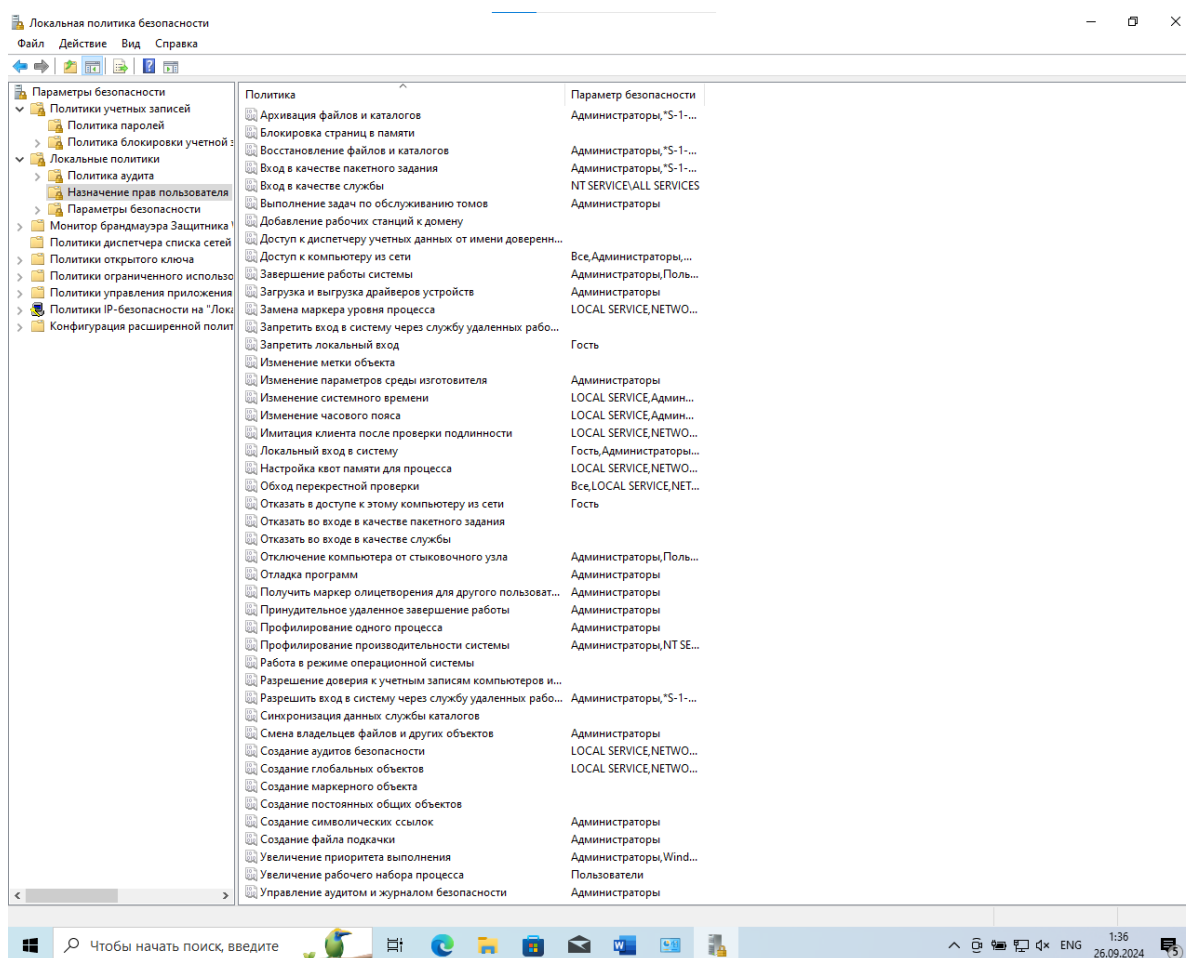 Локальная политика безопасности
Файл Действие Вид Справка
Параметры безопасности
Политики учетных записей
Политика паролей
Политика блокировки учетной з
Локальные политики
Политика аудита
Назначение прав пользователя
Параметры безопасности
Монитор брандмауэра Защитника
Политики диспетчера списка сетей
Политики открытого ключа
Политики ограниченного использо
Политики управления приложения
Политики IP-безопасности на "Лока
Конфигурация расширенной полит
Политика Параметр безопасности
Архивация файлов и каталогов Администраторы,*S-1-...
Блокировка страниц в памяти
Восстановление файлов и каталогов Администраторы,*S-1-...
Вход в качестве пакетного задания Администраторы,*S-1-...
Вход в качестве службы NT SERVICE\ALL SERVICES
Выполнение задач по обслуживанию томов Администраторы
Добавление рабочих станций к домену
Доступ к диспетчеру учетных данных от имени доверенн...
Доступ к компьютеру из сети Все,Администраторы,...
Завершение работы системы Администраторы,Поль...
Загрузка и выгрузка драйверов устройств Администраторы
Замена маркера уровня процесса LOCAL SERVICE,NETWO...
Запретить вход в систему через службу удаленных рабо...
Запретить локальный вход Гость
Изменение метки объекта
Изменение параметров среды изготовителя Администраторы
Изменение системного времени LOCAL SERVICE,Админ...
Изменение часового пояса LOCAL SERVICE,Админ...
Имитация клиента после проверки подлинности LOCAL SERVICE,NETWO...
Локальный вход в систему Гость,Администраторы...
Настройка квот памяти для процесса LOCAL SERVICE,NETWO...
Обход перекрестной проверки Все,LOCAL SERVICE,NET...
Отказать в доступе к этому компьютеру из сети Гость
Отказать во входе в качестве пакетного задания
Отказать во входе в качестве службы
Отключение компьютера от стыковочного узла Администраторы,Поль...
Отладка программ Администраторы
Получить маркер олицетворения для другого пользоват... Администраторы
Принудительное удаленное завершение работы Администраторы
Профилирование одного процесса Администраторы
Профилирование производительности системы Администраторы,NT SE...
Работа в режиме операционной системы
Разрешение доверия к учетным записям компьютеров и...
Разрешить вход в систему через службу удаленных рабо... Администраторы,*S-1-...
Синхронизация данных службы каталогов
Смена владельцев файлов и других объектов Администраторы
Создание аудитов безопасности LOCAL SERVICE,NETWO...
Создание глобальных объектов LOCAL SERVICE,NETWO...
Создание маркерного объекта
Создание постоянных общих объектов
Создание символических ссылок Администраторы
Создание файла подкачки Администраторы
Увеличение приоритета выполнения Администраторы,Wind...
Увеличение рабочего набора процесса Пользователи
Управление аудитом и журналом безопасности Администраторы
Чтобы начать поиск, введите
ENG
1:36
26.09.2024
5